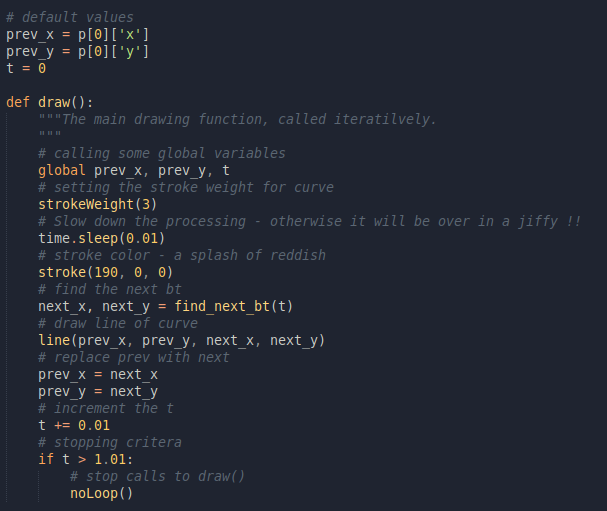 # default values
prev_x = p[0]['x']
prev_y = p[0]['y']
t = 0

def draw():
    """The main drawing function, called iteratilvely.
    """
    # calling some global variables
    global prev_x, prev_y, t
    # setting the stroke weight for curve
    strokeWeight(3)
    # Slow down the processing - otherwise it will be over in a jiffy !!
    time.sleep(0.01)
    # stroke color - a splash of reddish
    stroke(190, 0, 0)
    # find the next bt
    next_x, next_y = find_next_bt(t)
    # draw line of curve
    line(prev_x, prev_y, next_x, next_y)
    # replace prev with next
    prev_x = next_x
    prev_y = next_y
    # increment the t
    t += 0.01
    # stopping critera
    if t > 1.01:
        # stop calls to draw()
        noLoop()